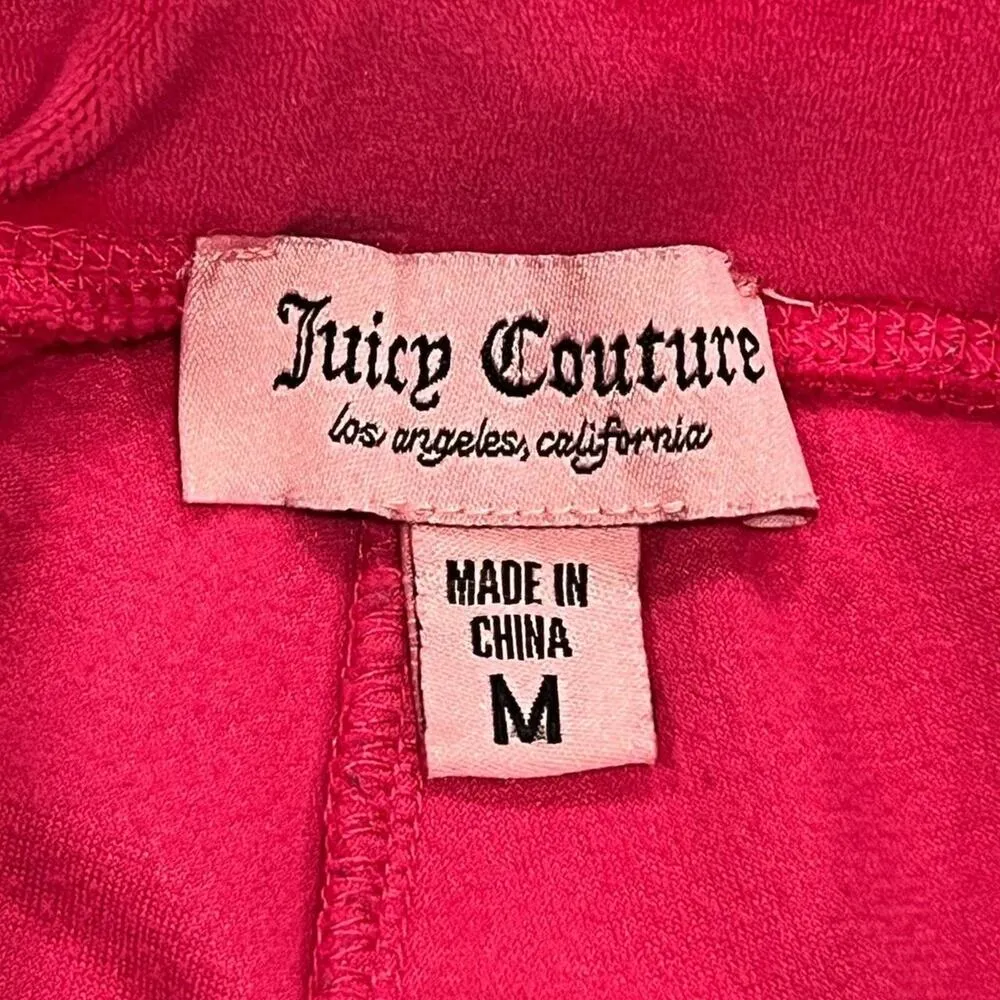 Juicy Couture
los angeles, california
MADE IN
CHINA
M